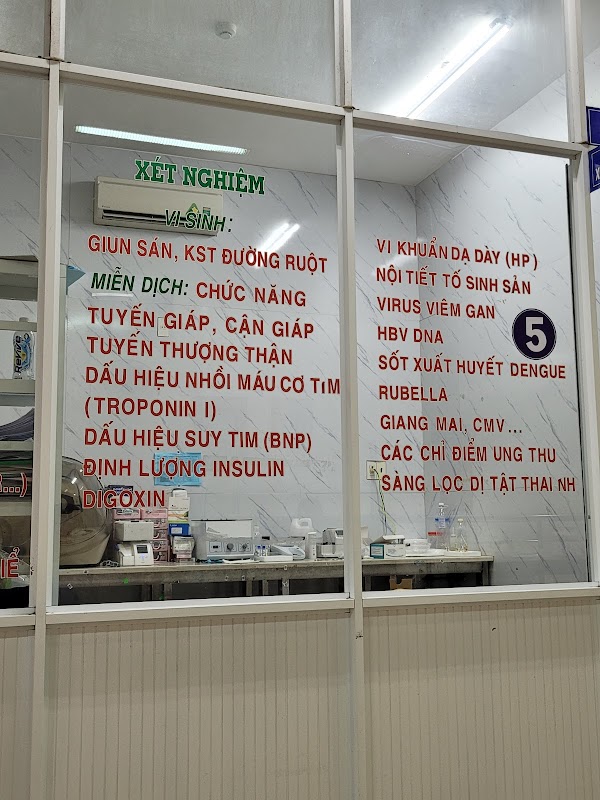 XÉT NGHIỆM
VI SINH:
GIUN SÁN, KST ĐƯỜNG RUỘT
MIỄN DỊCH: CHỨC NĂNG
TUYẾN GIÁP, CẬN GIÁP
TUYẾN THƯỢNG THẬN
DẤU HIỆU NHỒI MÁU CƠ TIM
(TROPONIN I)
DẤU HIỆU SUY TIM (BNP)
ĐỊNH LƯỢNG INSULIN
DIGOXIN
VI KHUẨN DẠ DÀY (HP)
NỘI TIẾT TỐ SINH SẢN
VIRUS VIÊM GAN
HBV DNA
5
SỐT XUẤT HUYẾT DENGUE
RUBELLA
GIANG MAI, CMV...
CÁC CHỈ ĐIỂM UNG THU
SÀNG LỌC DỊ TẬT THAI NH
Revive
...)